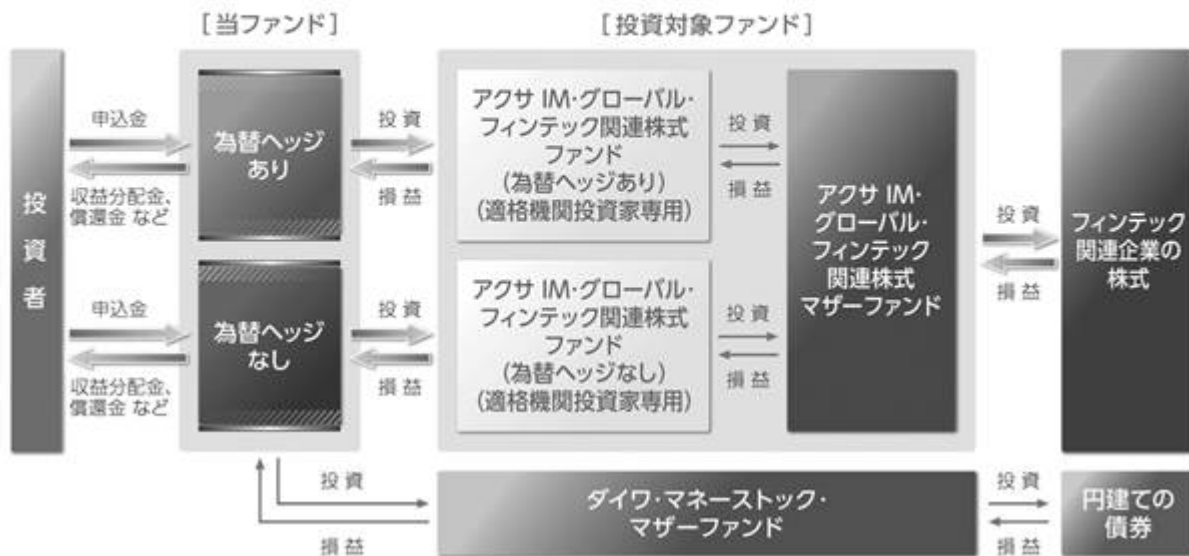 [当ファンド]
[投資対象ファンド]
投資者
申込金
収益分配金、
償還金 など
為替ヘッジ
あり
投資
損益
アクサ IM・グローバル・
フィンテック関連株式
ファンド
(為替ヘッジあり)
(適格機関投資家専用)
投資
損益
申込金
収益分配金、
償還金 など
為替ヘッジ
なし
投資
損益
アクサ IM・グローバル・
フィンテック関連株式
ファンド
(為替ヘッジなし)
(適格機関投資家専用)
投資
損益
アクサ IM・
グローバル・
フィンテック
関連株式
マザーファンド
投資
損益
フィンテック
関連企業の
株式
投資
損益
ダイワ・マネーストック・
マザーファンド
投資
損益
円建ての
債券